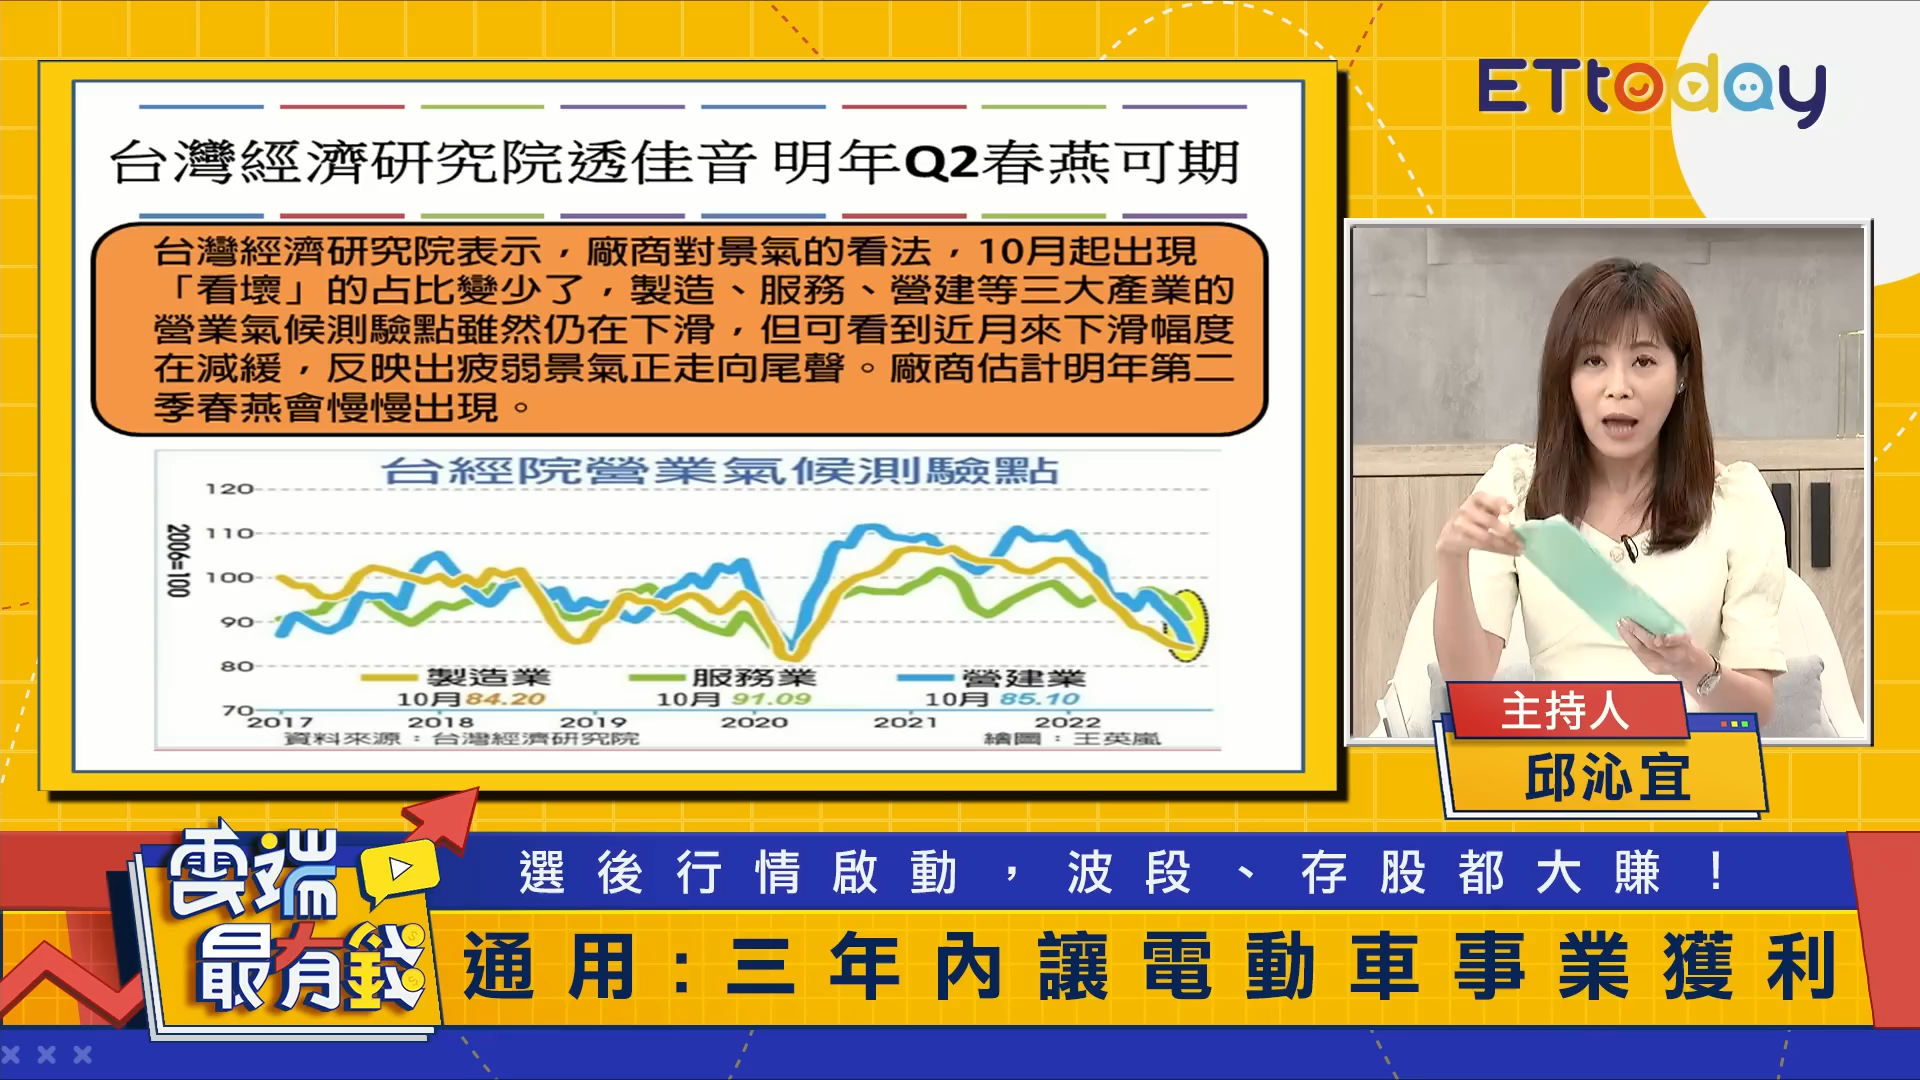 ETtoday
台灣經濟研究院透佳音 明年Q2春燕可期
台灣經濟研究院表示，廠商對景氣的看法，10月起出現
「看壞」的占比變少了，製造、服務、營建等三大產業的
營業氣候測驗點雖然仍在下滑，但可看到近月來下滑幅度
在減緩，反映出疲弱景氣正走向尾聲。廠商估計明年第二
季春燕會慢慢出現。
台經院營業氣候測驗點
2006=100
120
110
100
90
80
70
製造業 服務業 營建業
10月 84.20 10月 91.09 10月 85.10
2017 2018 2019 2020 2021 2022
資料來源：台灣經濟研究院 繪圖：王英嵐
主持人
邱沁宜
雲端
最有錢
選後行情啟動，波段、存股都大賺！
通用：三年內讓電動車事業獲利